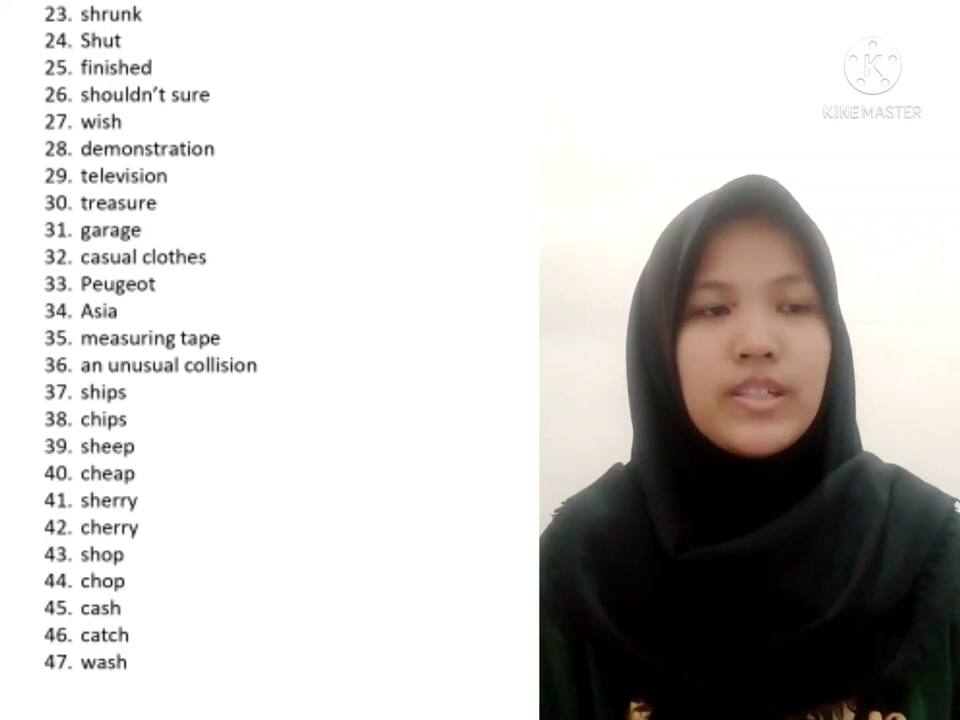 23. shrunk
24. Shut
25. finished
26. shouldn't sure
27. wish
28. demonstration
29. television
30. treasure
31. garage
32. casual clothes
33. Peugeot
34. Asia
35. measuring tape
36. an unusual collision
37. ships
38. chips
39. sheep
40. cheap
41. sherry
42. cherry
43. shop
44. chop
45. cash
46. catch
47. wash
K
KINEMASTER